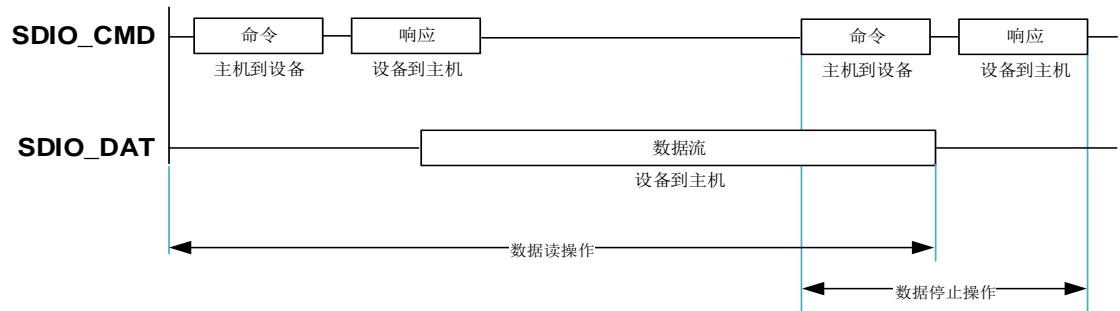 SDIO_CMD 命令 响应 命令 响应
主机到设备 设备到主机 主机到设备 设备到主机
SDIO_DAT 数据流
设备到主机
数据读操作
数据停止操作